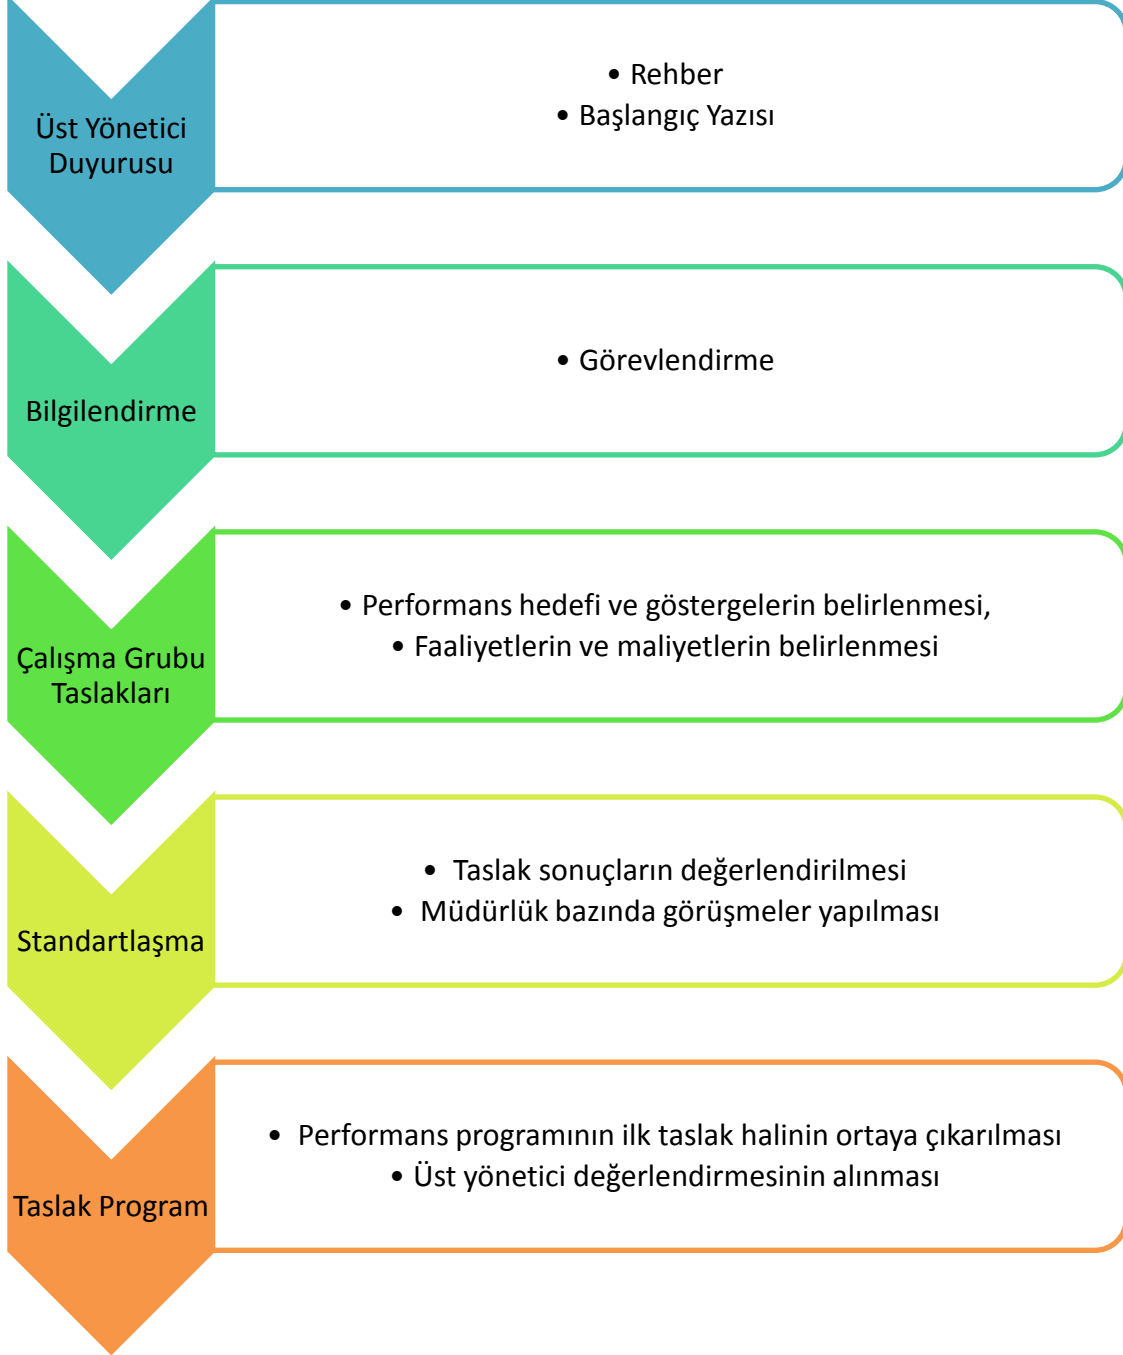 Üst Yönetici
Duyurusu
• Rehber
• Başlangıç Yazısı
Bilgilendirme
• Görevlendirme
Çalışma Grubu
Taslakları
• Performans hedefi ve göstergelerin belirlenmesi,
• Faaliyetlerin ve maliyetlerin belirlenmesi
Standartlaşma
• Taslak sonuçların değerlendirilmesi
• Müdürlük bazında görüşmeler yapılması
Taslak Program
• Performans programının ilk taslak halinin ortaya çıkarılması
• Üst yönetici değerlendirmesinin alınması